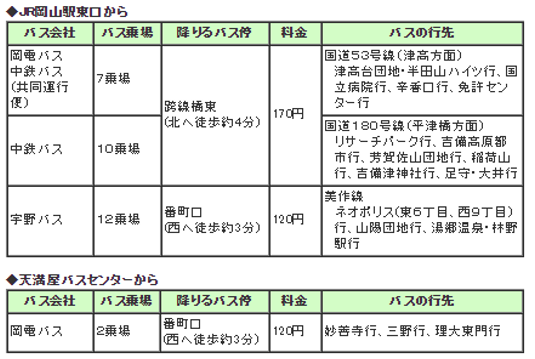 ◆JR岡山駅東口から
バス会社 バス乗場 降りるバス停 料金 バスの行先
岡電バス
中鉄バス
(共同運行
便)
7乗場
跨線橋東
(北へ徒歩約4分)
170円
国道53号線(津高方面)
津高台団地・半田山ハイツ行、国
立病院行、辛香口行、免許セン
ター行
中鉄バス
10乗場
国道180号線(平津橋方面)
リサーチパーク行、吉備高原都
市行、芳賀佐山団地行、稲荷山
行、吉備津神社行、足守・大井行
宇野バス
12乗場
番町口
(西へ徒歩約3分)
120円
美作線
ネオポリス(東6丁目、西9丁目)
行、山陽団地行、湯郷温泉・林野
駅行
◆天満屋バスセンターから
バス会社 バス乗場 降りるバス停 料金 バスの行先
岡電バス
2乗場
番町口
(西へ徒歩約3分)
120円
妙善寺行、三野行、理大東門行